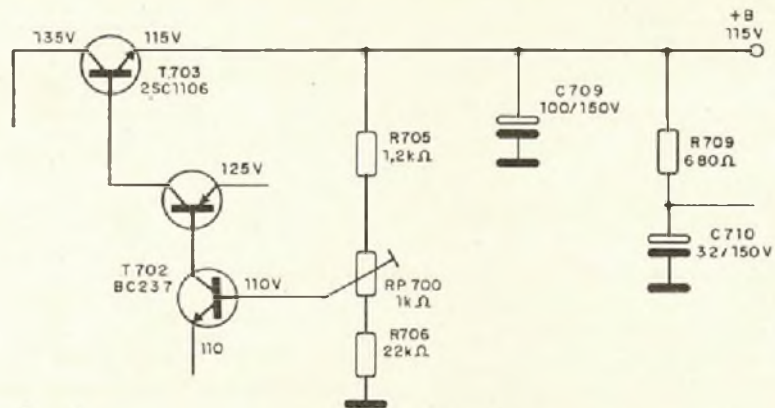 +B
135V
115V
115V
T.703
2SC1106
C709
100/150V
R705
1,2kΩ
R709
680Ω
125V
C710
32/150V
T702
BC237
110V
RP700
1kΩ
R706
22kΩ
110